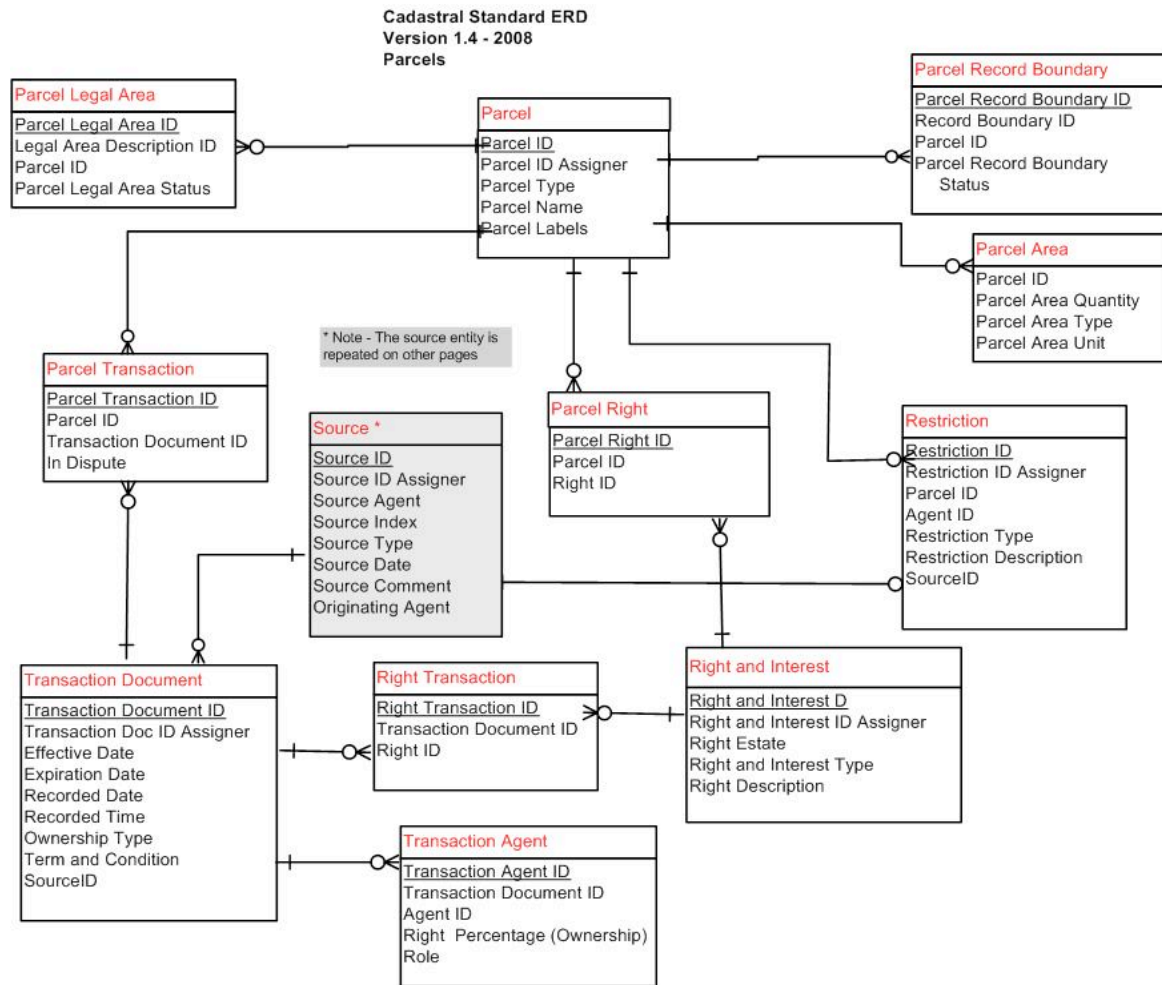 Cadastral Standard ERD
Version 1.4 - 2008
Parcels
Parcel Legal Area
Parcel Legal Area ID
Legal Area Description ID
Parcel ID
Parcel Legal Area Status
Parcel
Parcel ID
Parcel ID Assigner
Parcel Type
Parcel Name
Parcel Labels
Parcel Record Boundary
Parcel Record Boundary ID
Record Boundary ID
Parcel ID
Parcel Record Boundary
Status
Parcel Area
Parcel ID
Parcel Area Quantity
Parcel Area Type
Parcel Area Unit
* Note - The source entity is
repeated on other pages
Parcel Transaction
Parcel Transaction ID
Parcel ID
Transaction Document ID
In Dispute
Source *
Source ID
Source ID Assigner
Source Agent
Source Index
Source Type
Source Date
Source Comment
Originating Agent
Parcel Right
Parcel Right ID
Parcel ID
Right ID
Restriction
Restriction ID
Restriction ID Assigner
Parcel ID
Agent ID
Restriction Type
Restriction Description
SourceID
Transaction Document
Transaction Document ID
Transaction Doc ID Assigner
Effective Date
Expiration Date
Recorded Date
Recorded Time
Ownership Type
Term and Condition
SourceID
Right Transaction
Right Transaction ID
Transaction Document ID
Right ID
Right and Interest
Right and Interest D
Right and Interest ID Assigner
Right Estate
Right and Interest Type
Right Description
Transaction Agent
Transaction Agent ID
Transaction Document ID
Agent ID
Right Percentage (Ownership)
Role